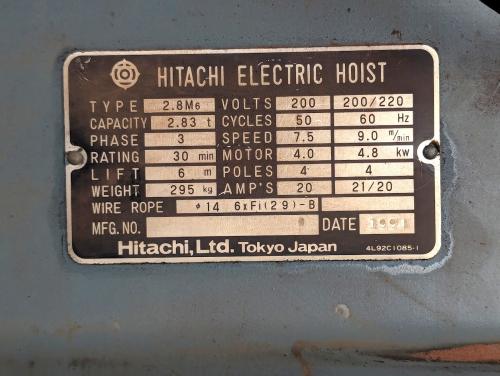 HITACHI ELECTRIC HOIST
TYPE 2.8M6 VOLTS 200 200/220
CAPACITY 2.83 t CYCLES 50 60 Hz
PHASE 3 SPEED 7.5 9.0 m/min
RATING 30 min MOTOR 4.0 4.8 kw
LIFT 6 m POLES 4 4
WEIGHT 295 kg AMP'S 20 21/20
WIRE ROPE φ14 6xFi(29)-B
MFG.NO. DATE 1991
Hitachi,Ltd. Tokyo Japan 4L92C1085-1